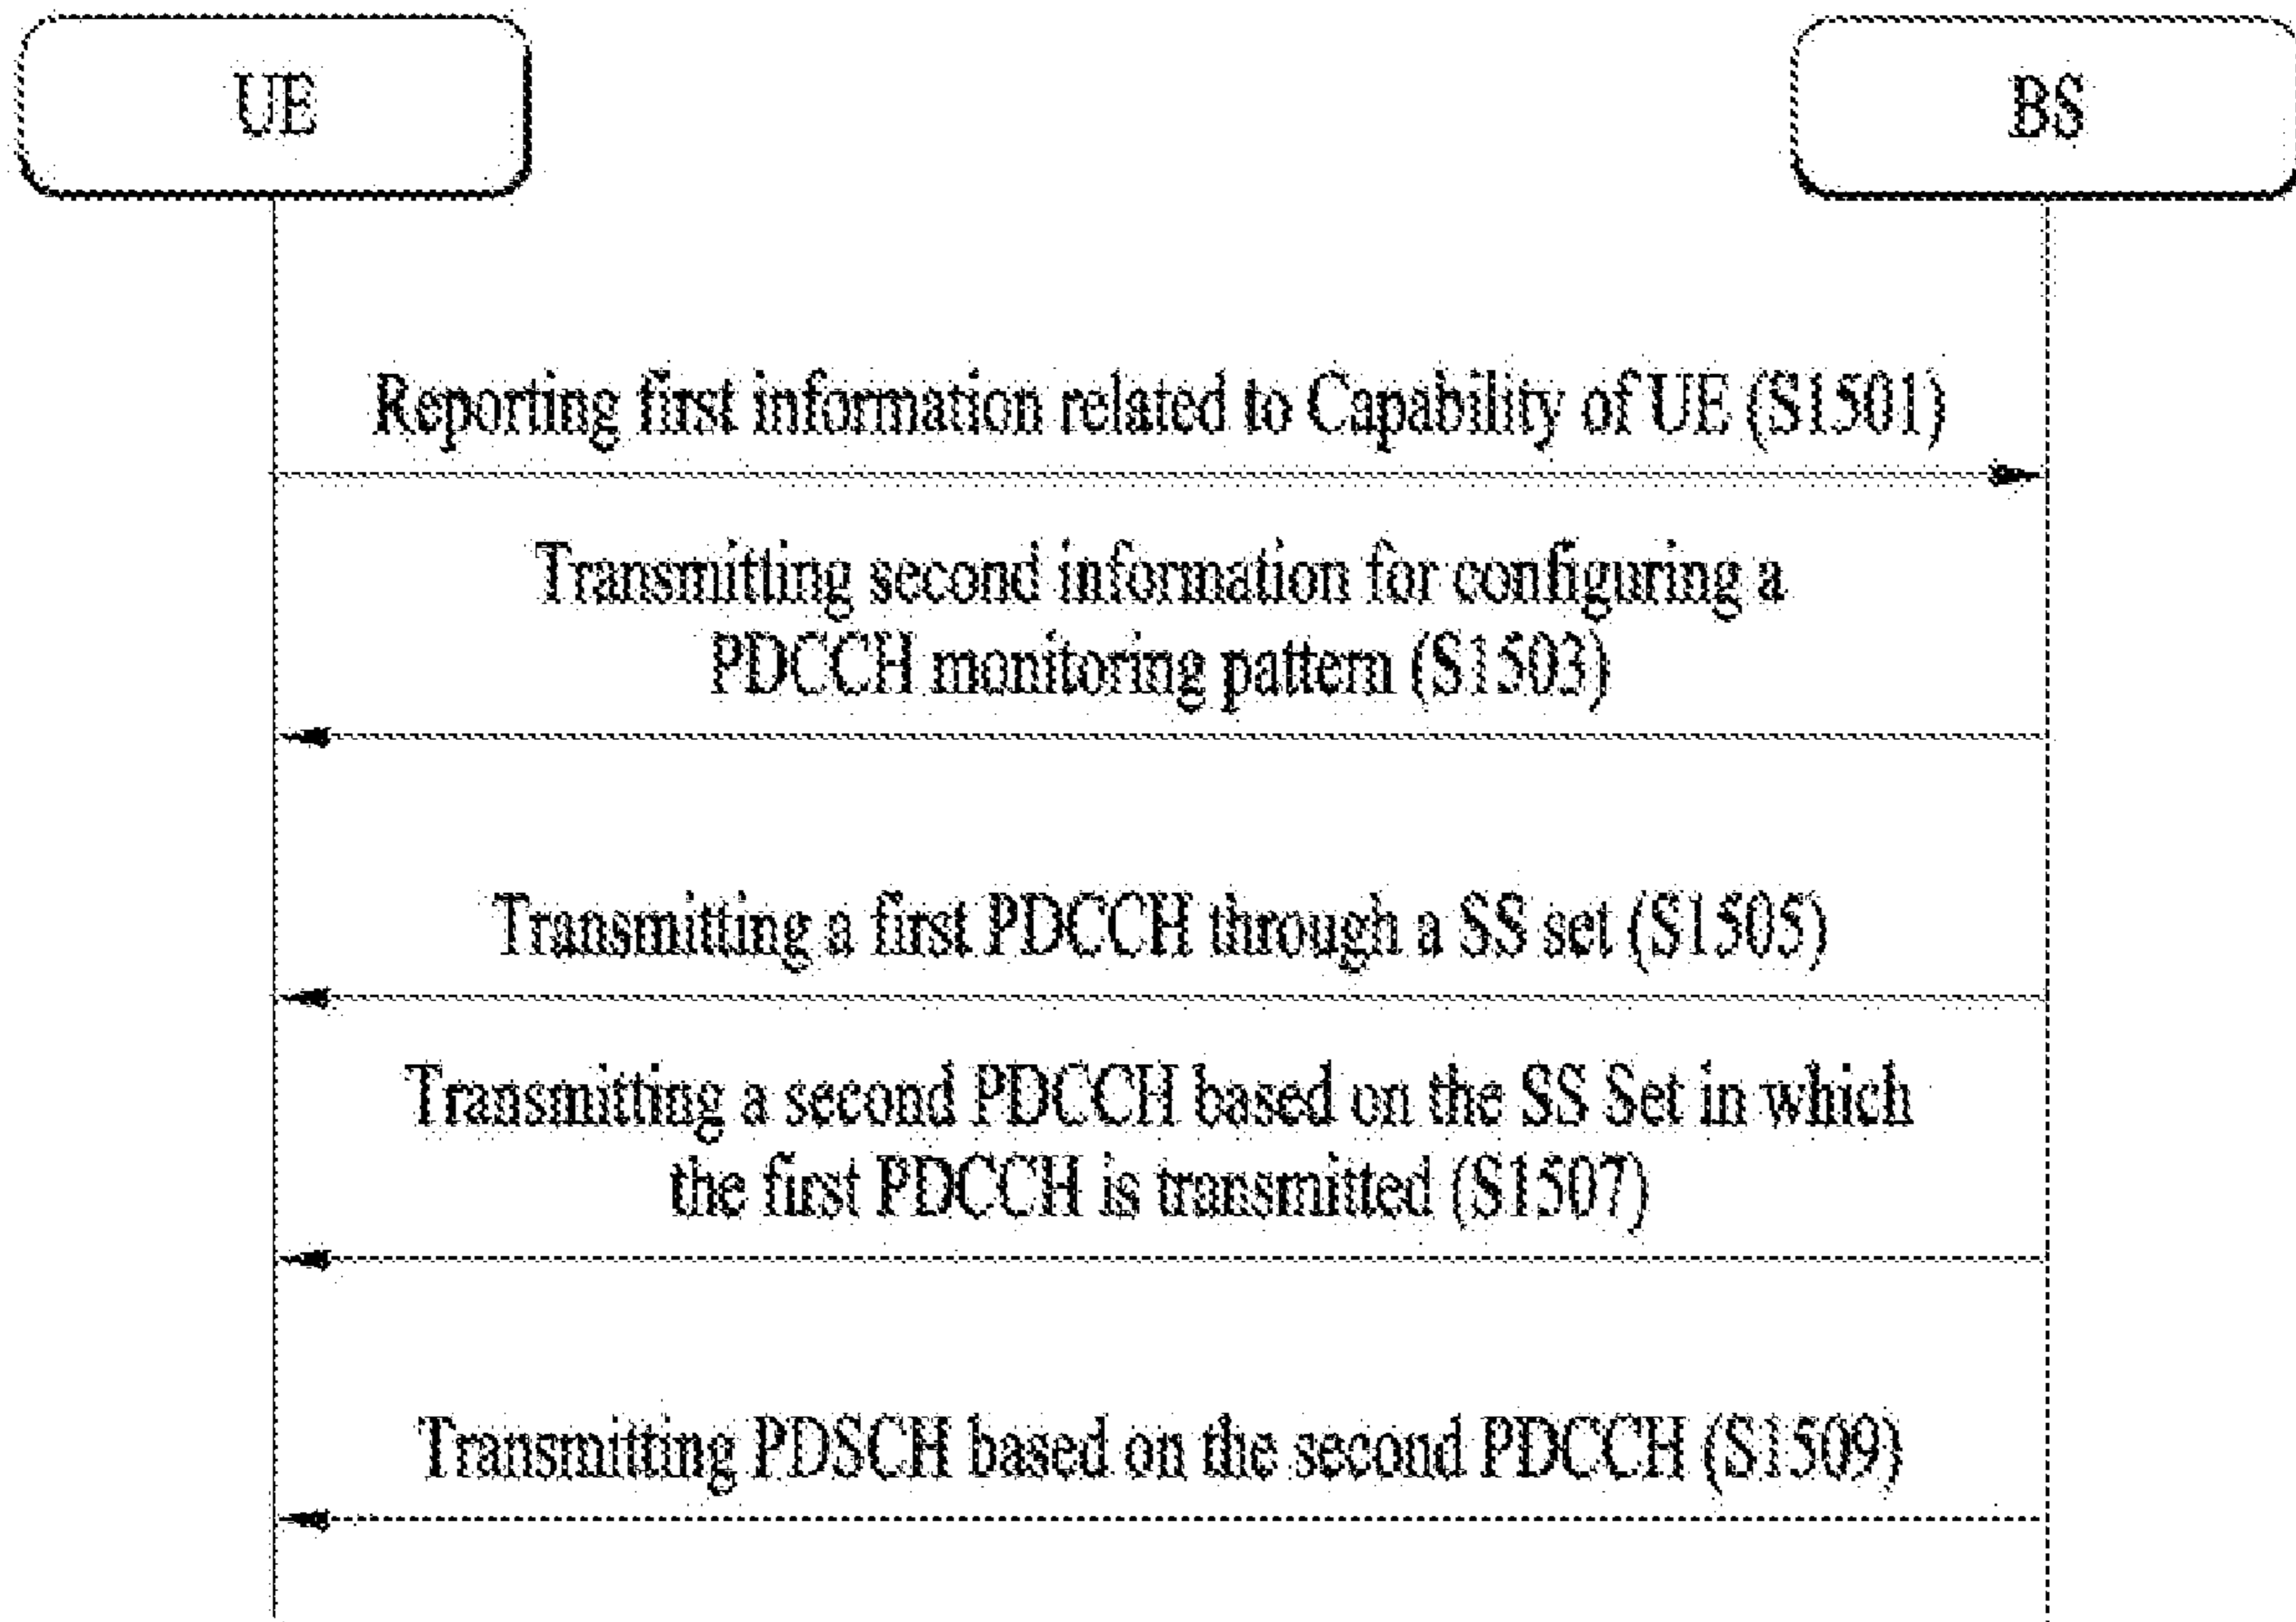 UE
BS
Reporting first information related to Capability of UE (S1501)
Transmitting second information for configuring a
PDCCH monitoring pattern (S1503)
Transmitting a first PDCCH through a SS set (S1505)
Transmitting a second PDCCH based on the SS Set in which
the first PDCCH is transmitted (S1507)
Transmitting PDSCH based on the second PDCCH (S1509)